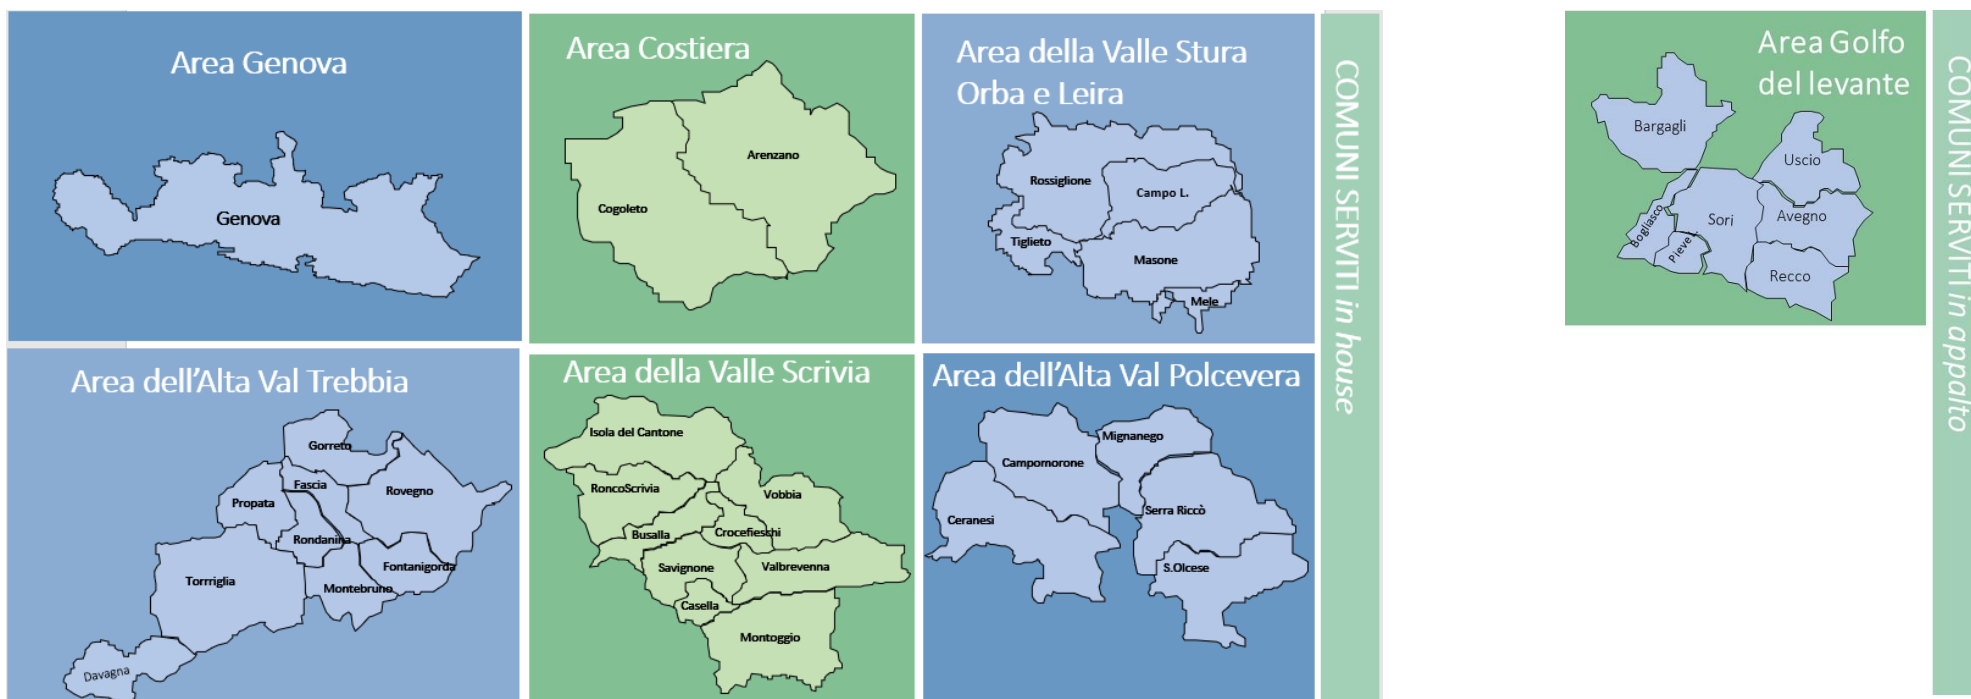 Area Genova
Genova
Area Costiera
Arenzano
Cogoleto
Area della Valle Stura
Orba e Leira
Rossiglione
Campo L.
Tiglieto
Masone
Mele
COMUNI SERVITI in house
Area Golfo
del levante
Bargagli
Uscio
Bogliasco
Sori
Avegno
Pieve L.
Recco
COMUNI SERVITI in appalto
Area dell'Alta Val Trebbia
Gorreto
Fascia
Rovegno
Propata
Rondanina
Fontanigorda
Torrriglia
Montebruno
Davagna
Area della Valle Scrivia
Isola del Cantone
RoncoScrivia
Vobbia
Busalla
Crocefieschi
Savignone
Valbrevenna
Casella
Montoggio
Area dell'Alta Val Polcevera
Mignanego
Campomorone
Serra Riccò
Ceranesi
S.Olcese